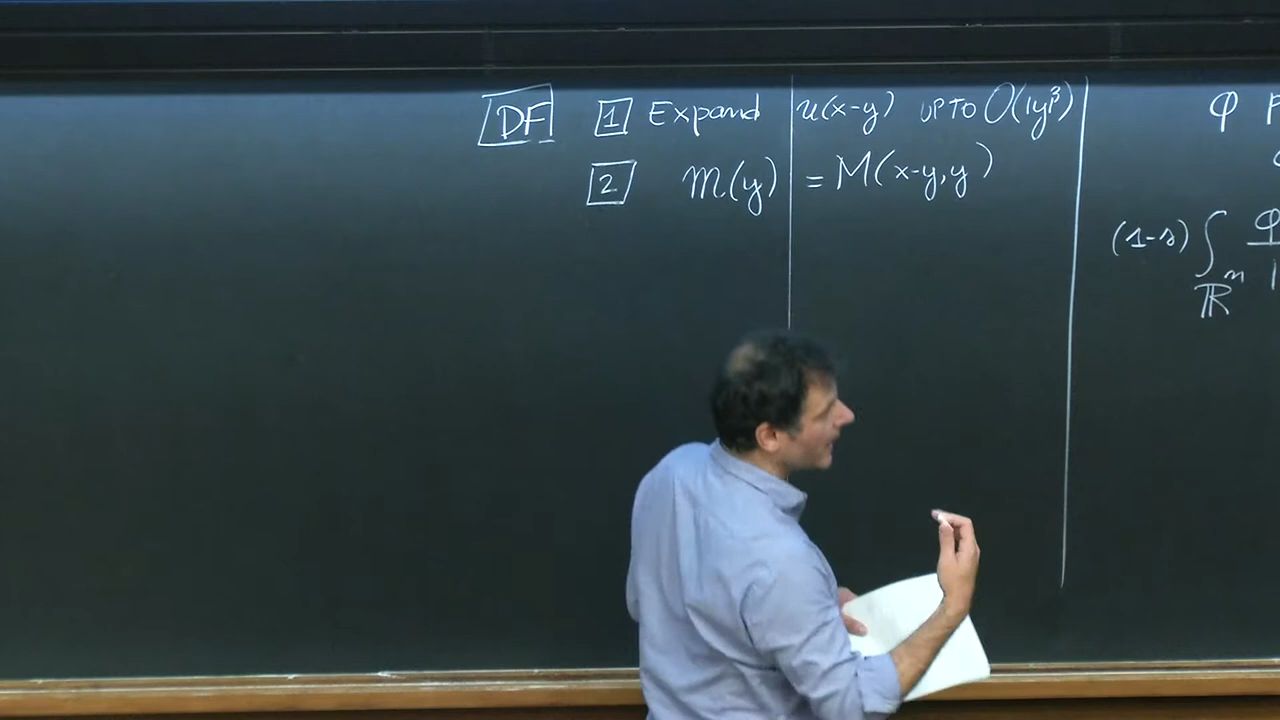 DF 1 Expand u(x-y) UP TO O(|y|³)
2 m(y) = M(x-y, y)
φ
(1-s) ∫_{ℝⁿ} φ